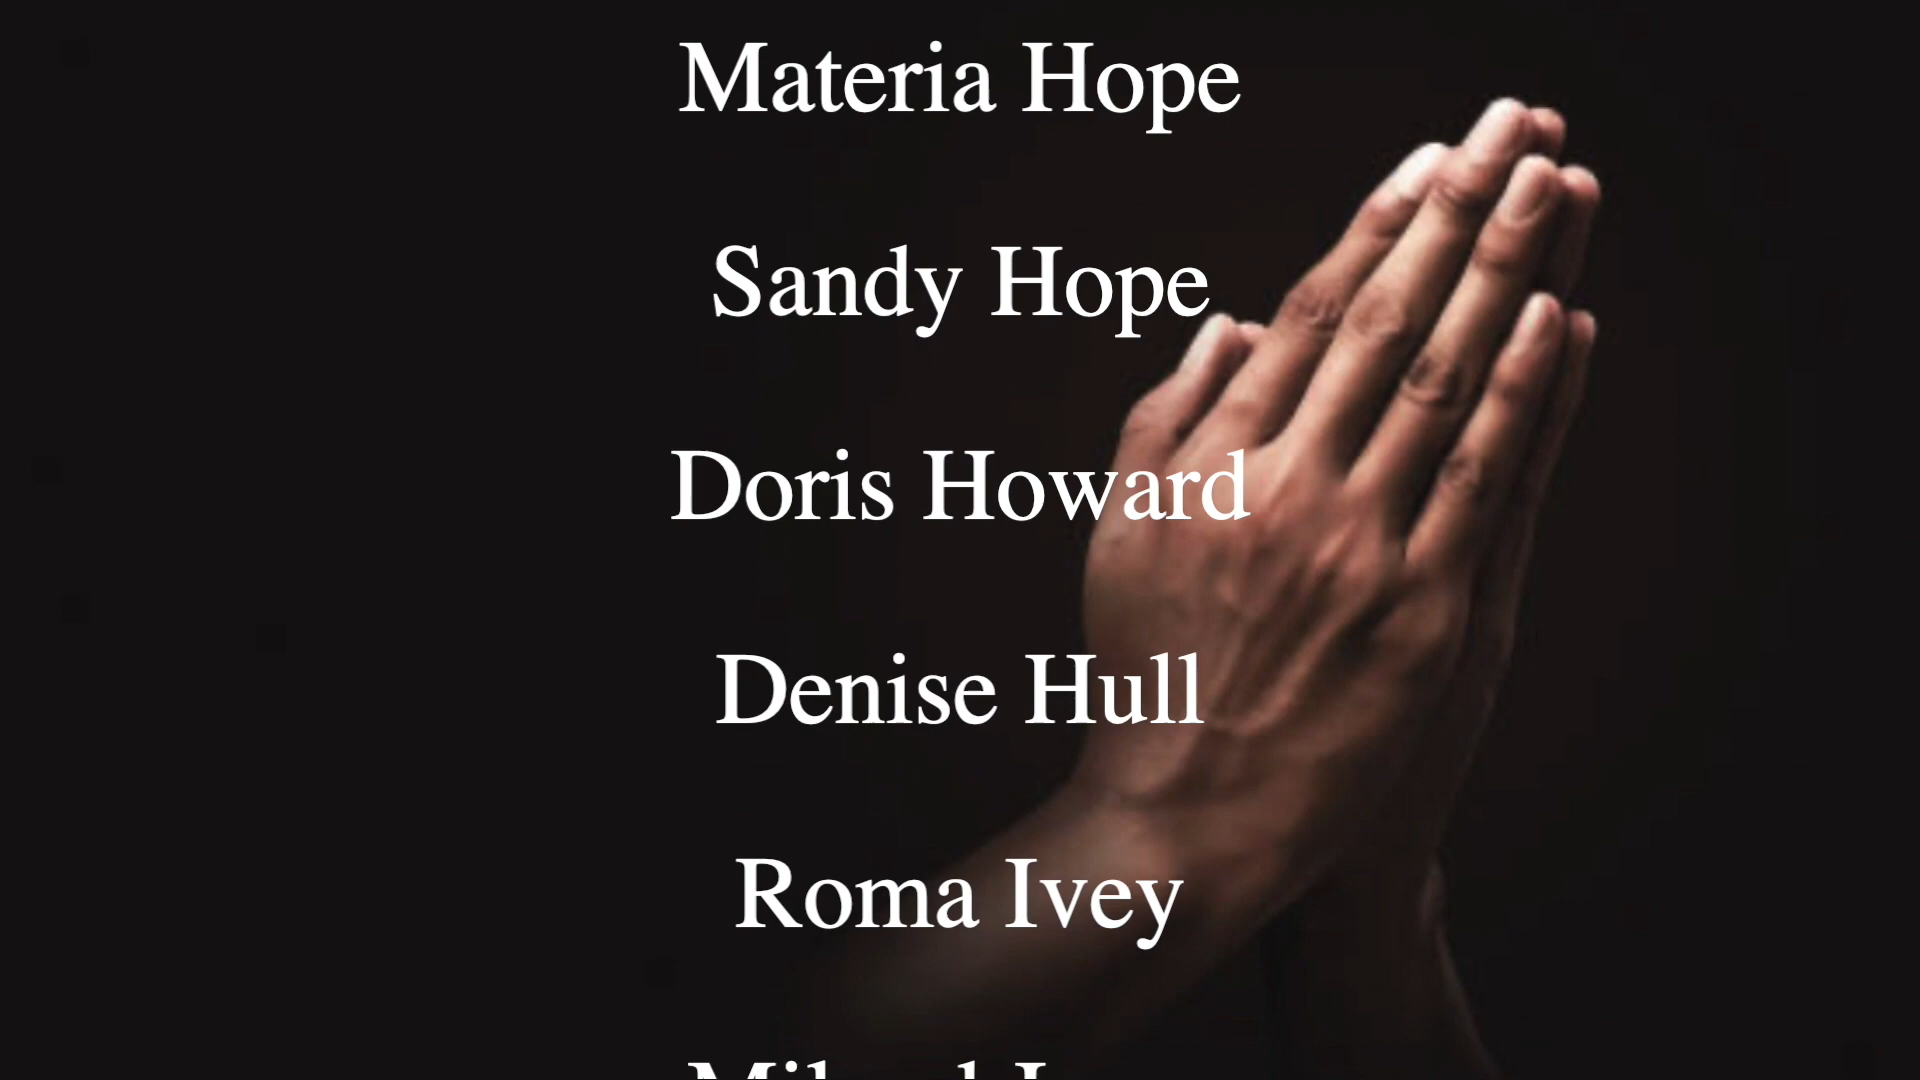 Materia Hope
Sandy Hope
Doris Howard
Denise Hull
Roma Ivey